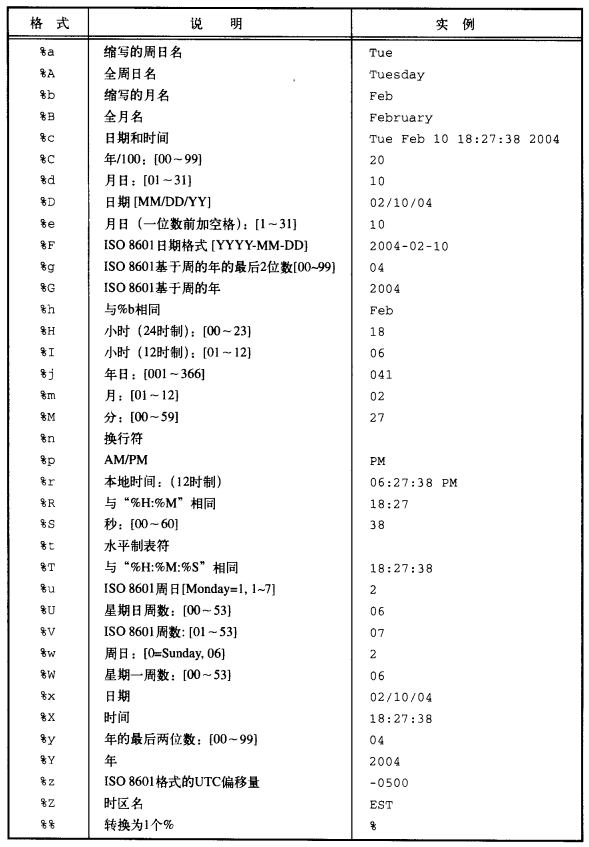 格 式 说 明 实 例
%a 缩写的周日名 Tue
%A 全周日名 Tuesday
%b 缩写的月名 Feb
%B 全月名 February
%c 日期和时间 Tue Feb 10 18:27:38 2004
%C 年/100：[00～99] 20
%d 月日：[01～31] 10
%D 日期[MM/DD/YY] 02/10/04
%e 月日（一位数前加空格）：[1～31] 10
%F ISO 8601日期格式 [YYYY-MM-DD] 2004-02-10
%g ISO 8601基于周的年的最后2位数[00~99] 04
%G ISO 8601基于周的年 2004
%h 与%b相同 Feb
%H 小时（24时制）：[00～23] 18
%I 小时（12时制）：[01～12] 06
%j 年日：[001～366] 041
%m 月：[01～12] 02
%M 分：[00～59] 27
%n 换行符
%p AM/PM PM
%r 本地时间：（12时制） 06:27:38 PM
%R 与“%H:%M”相同 18:27
%S 秒：[00～60] 38
%t 水平制表符
%T 与“%H:%M:%S”相同 18:27:38
%u ISO 8601周日[Monday=1, 1~7] 2
%U 星期日周数：[00～53] 06
%V ISO 8601周数: [01～53] 07
%w 周日：[0=Sunday, 06] 2
%W 星期一周数：[00～53] 06
%x 日期 02/10/04
%X 时间 18:27:38
%y 年的最后两位数：[00～99] 04
%Y 年 2004
%z ISO 8601格式的UTC偏移量 -0500
%Z 时区名 EST
%% 转换为1个% %